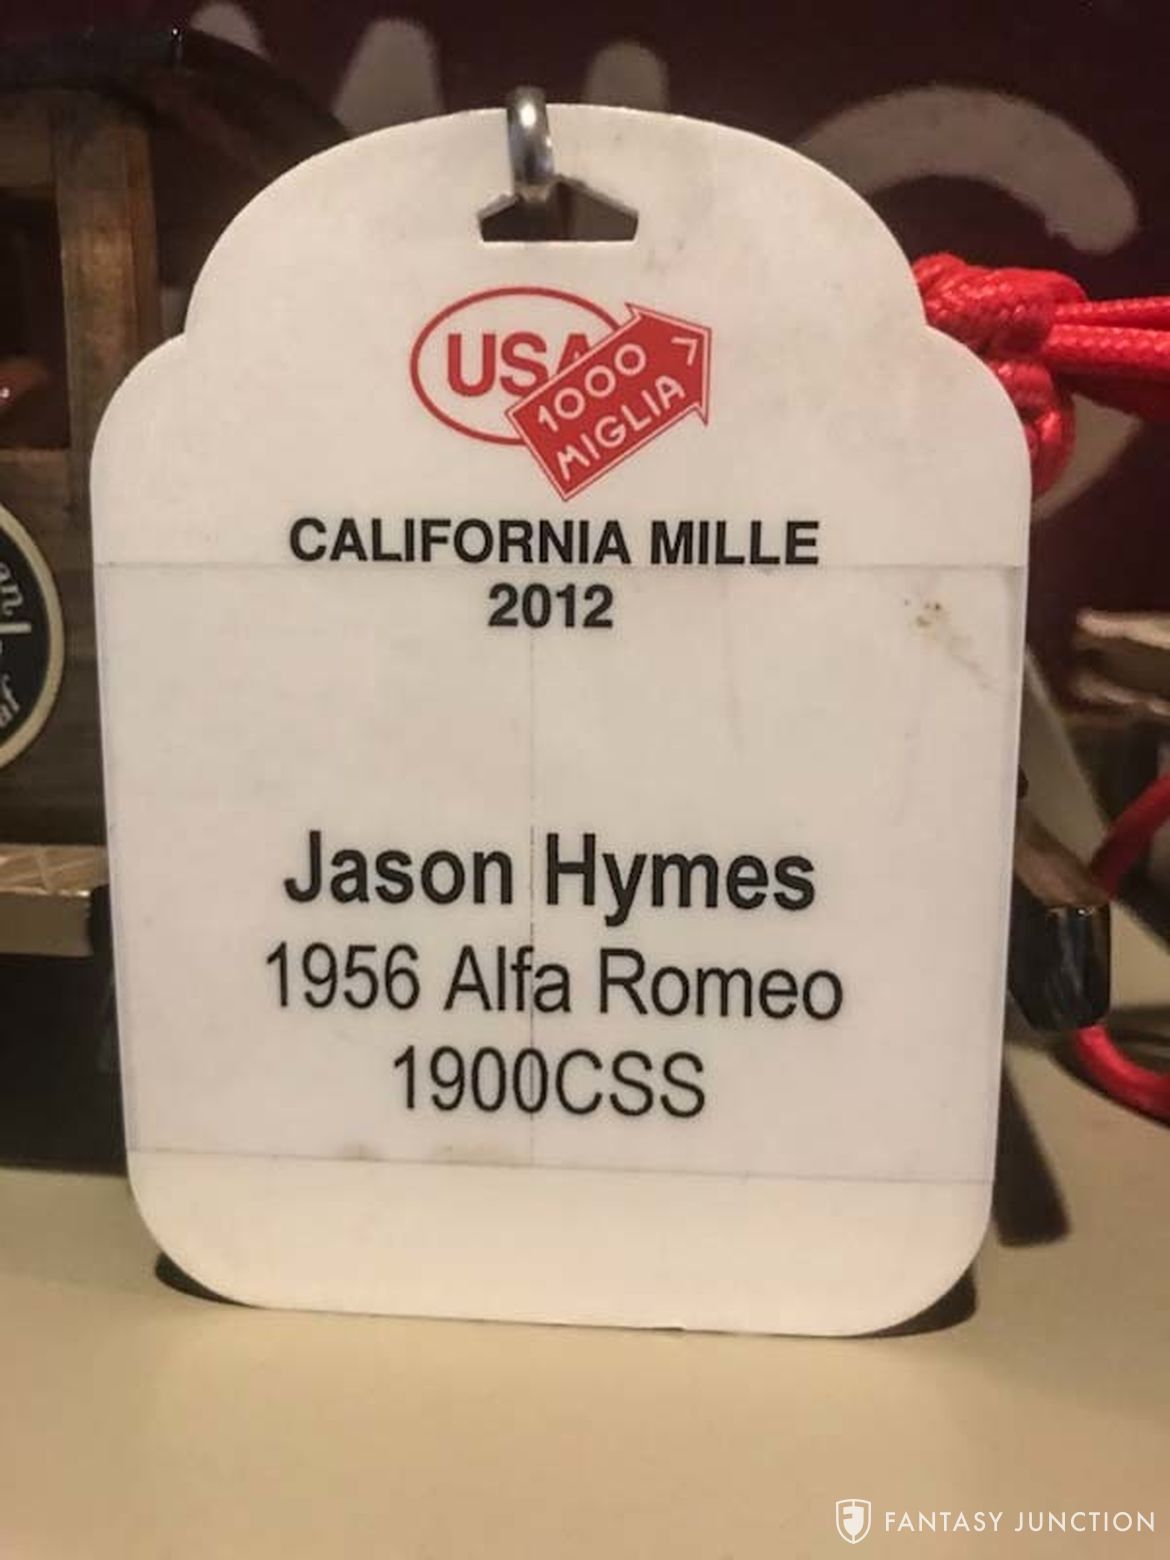 USA
1000
MIGLIA
CALIFORNIA MILLE
2012
Jason Hymes
1956 Alfa Romeo
1900CSS
FANTASY JUNCTION